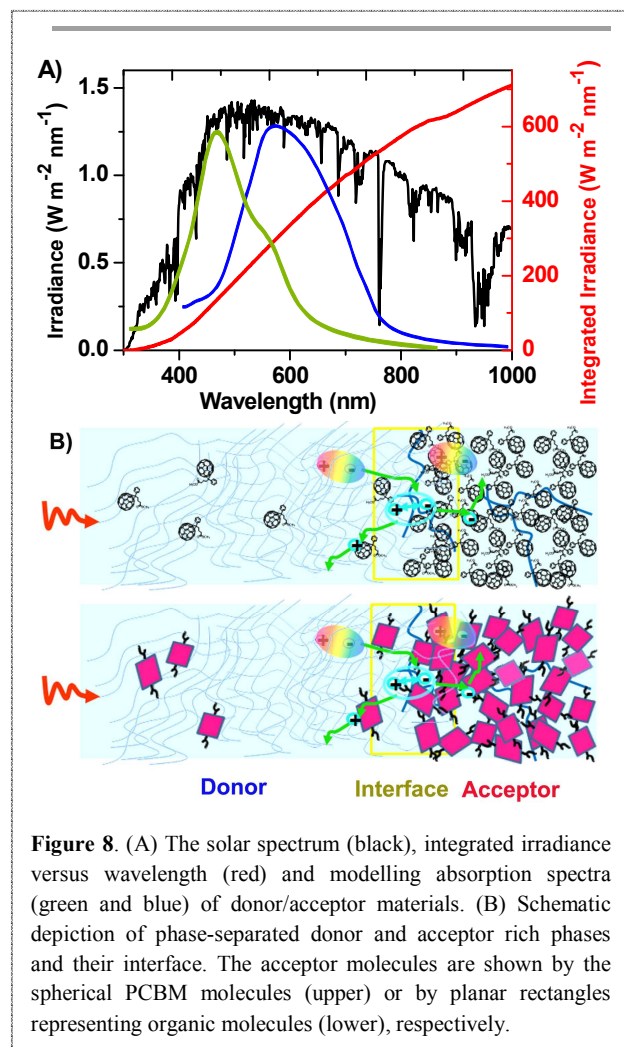 A)
1.5
1.0
0.5
0.0
Irradiance (W m-2 nm-1)
600
400
200
0
Integrated Irradiance (W m-2 nm-1)
400 600 800 1000
Wavelength (nm)
B)
Donor Interface Acceptor
Figure 8. (A) The solar spectrum (black), integrated irradiance
versus wavelength (red) and modelling absorption spectra
(green and blue) of donor/acceptor materials. (B) Schematic
depiction of phase-separated donor and acceptor rich phases
and their interface. The acceptor molecules are shown by the
spherical PCBM molecules (upper) or by planar rectangles
representing organic molecules (lower), respectively.